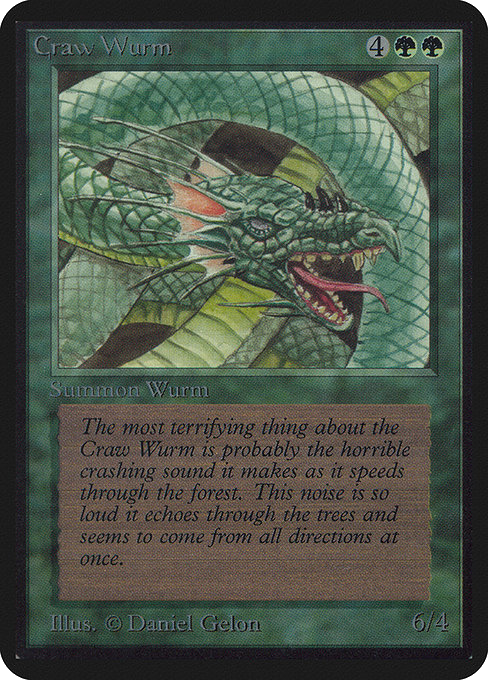 Craw Wurm 4
Summon Wurm
The most terrifying thing about the
Craw Wurm is probably the horrible
crashing sound it makes as it speeds
through the forest. This noise is so
loud it echoes through the trees and
seems to come from all directions at
once.
Illus. © Daniel Gelon 6/4